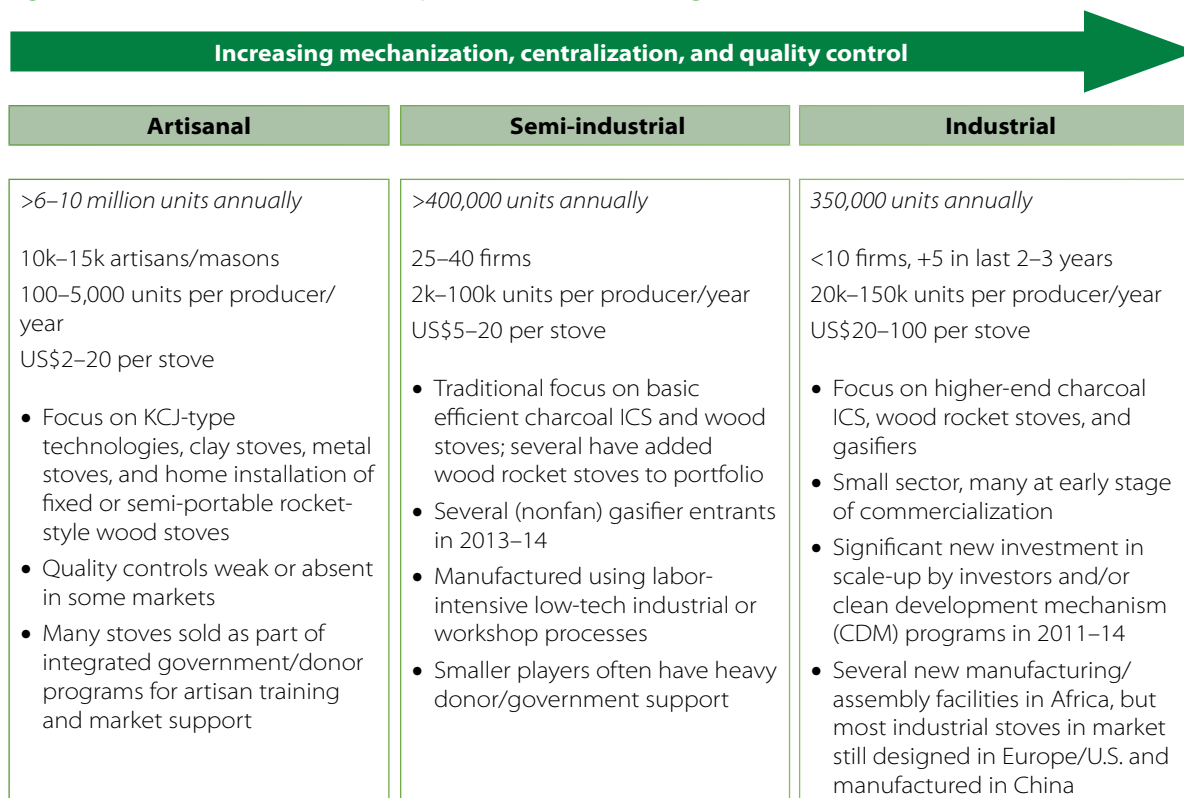 Increasing mechanization, centralization, and quality control
Artisanal
>6–10 million units annually
10k–15k artisans/masons
100–5,000 units per producer/
year
US$2–20 per stove
• Focus on KCJ-type
technologies, clay stoves, metal
stoves, and home installation of
fixed or semi-portable rocket-
style wood stoves
• Quality controls weak or absent
in some markets
• Many stoves sold as part of
integrated government/donor
programs for artisan training
and market support
Semi-industrial
>400,000 units annually
25–40 firms
2k–100k units per producer/year
US$5–20 per stove
• Traditional focus on basic
efficient charcoal ICS and wood
stoves; several have added
wood rocket stoves to portfolio
• Several (nonfan) gasifier entrants
in 2013–14
• Manufactured using labor-
intensive low-tech industrial or
workshop processes
• Smaller players often have heavy
donor/government support
Industrial
350,000 units annually
<10 firms, +5 in last 2–3 years
20k–150k units per producer/year
US$20–100 per stove
• Focus on higher-end charcoal
ICS, wood rocket stoves, and
gasifiers
• Small sector, many at early stage
of commercialization
• Significant new investment in
scale-up by investors and/or
clean development mechanism
(CDM) programs in 2011–14
• Several new manufacturing/
assembly facilities in Africa, but
most industrial stoves in market
still designed in Europe/U.S. and
manufactured in China